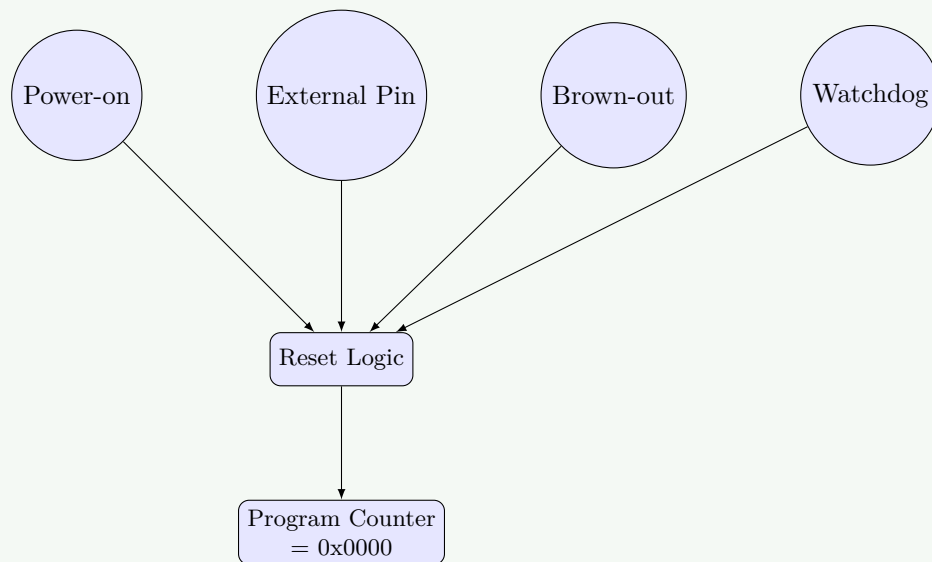 Power-on
External Pin
Brown-out
Watchdog
Reset Logic
Program Counter
= 0x0000